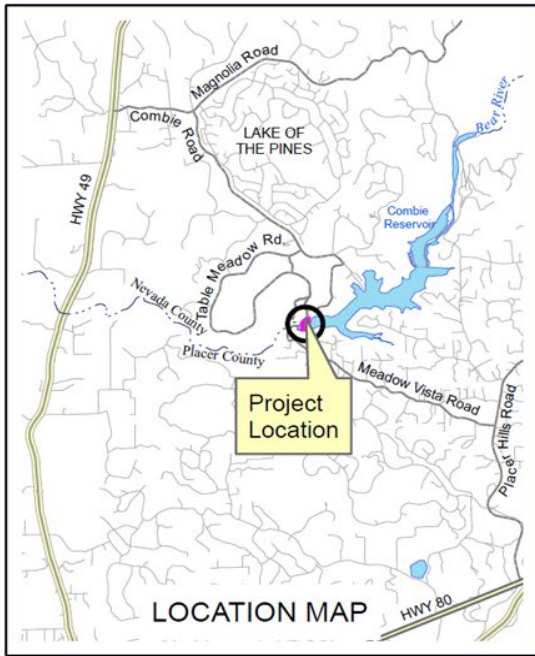 Magnolia Road
Combie Road
LAKE OF
THE PINES
Bear River
HWY 49
Combie
Reservoir
Table Meadow Rd.
Nevada County
Placer County
Meadow Vista Road
Project
Location
Placer Hills Road
LOCATION MAP
HWY 80